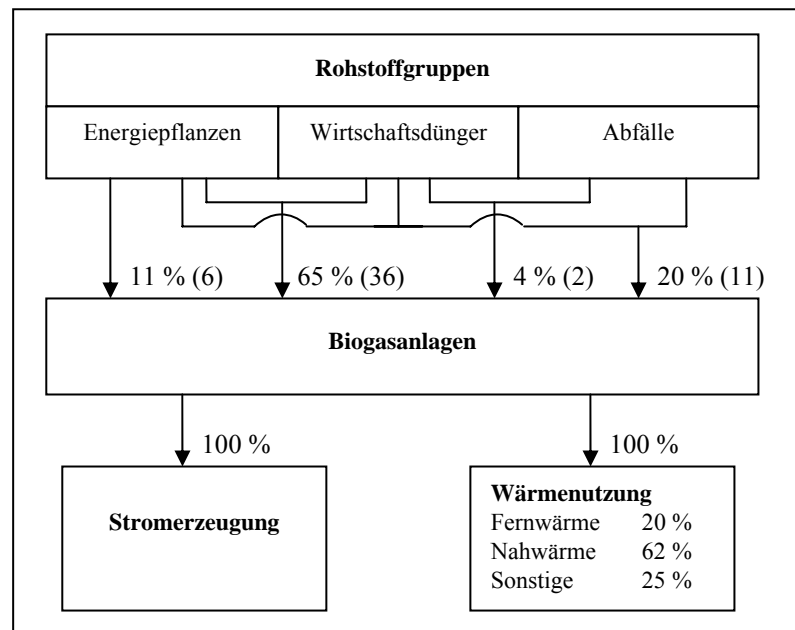 Rohstoffgruppen
Energiepflanzen Wirtschaftsdünger Abfälle
11 % (6) 65 % (36) 4 % (2) 20 % (11)
Biogasanlagen
100 % 100 %
Stromerzeugung
Wärmenutzung
Fernwärme 20 %
Nahwärme 62 %
Sonstige 25 %